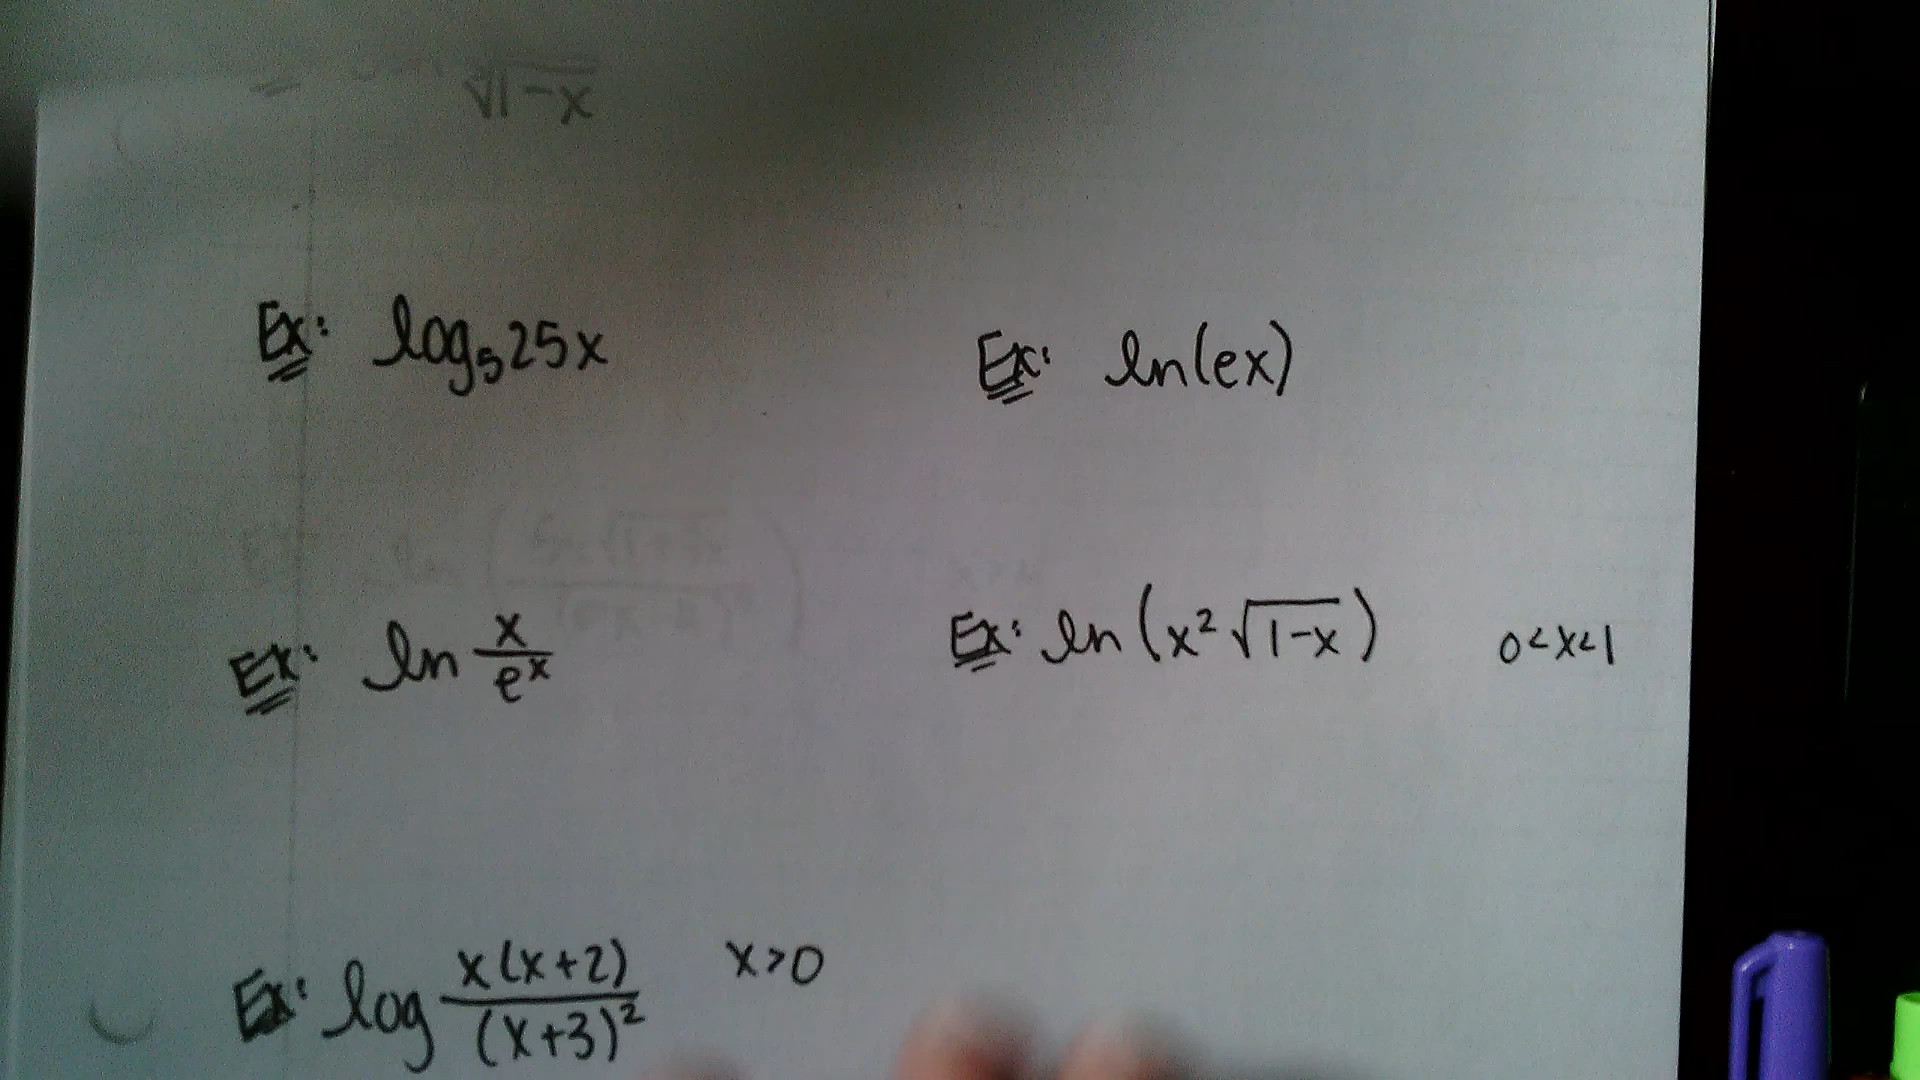 √1-x
Ex: log₅25x
Ex: ln(ex)
Ex: ln x/eˣ
Ex: ln(x²√1-x) 0<x<1
Ex: log x(x+2)/(x+3)² x>0